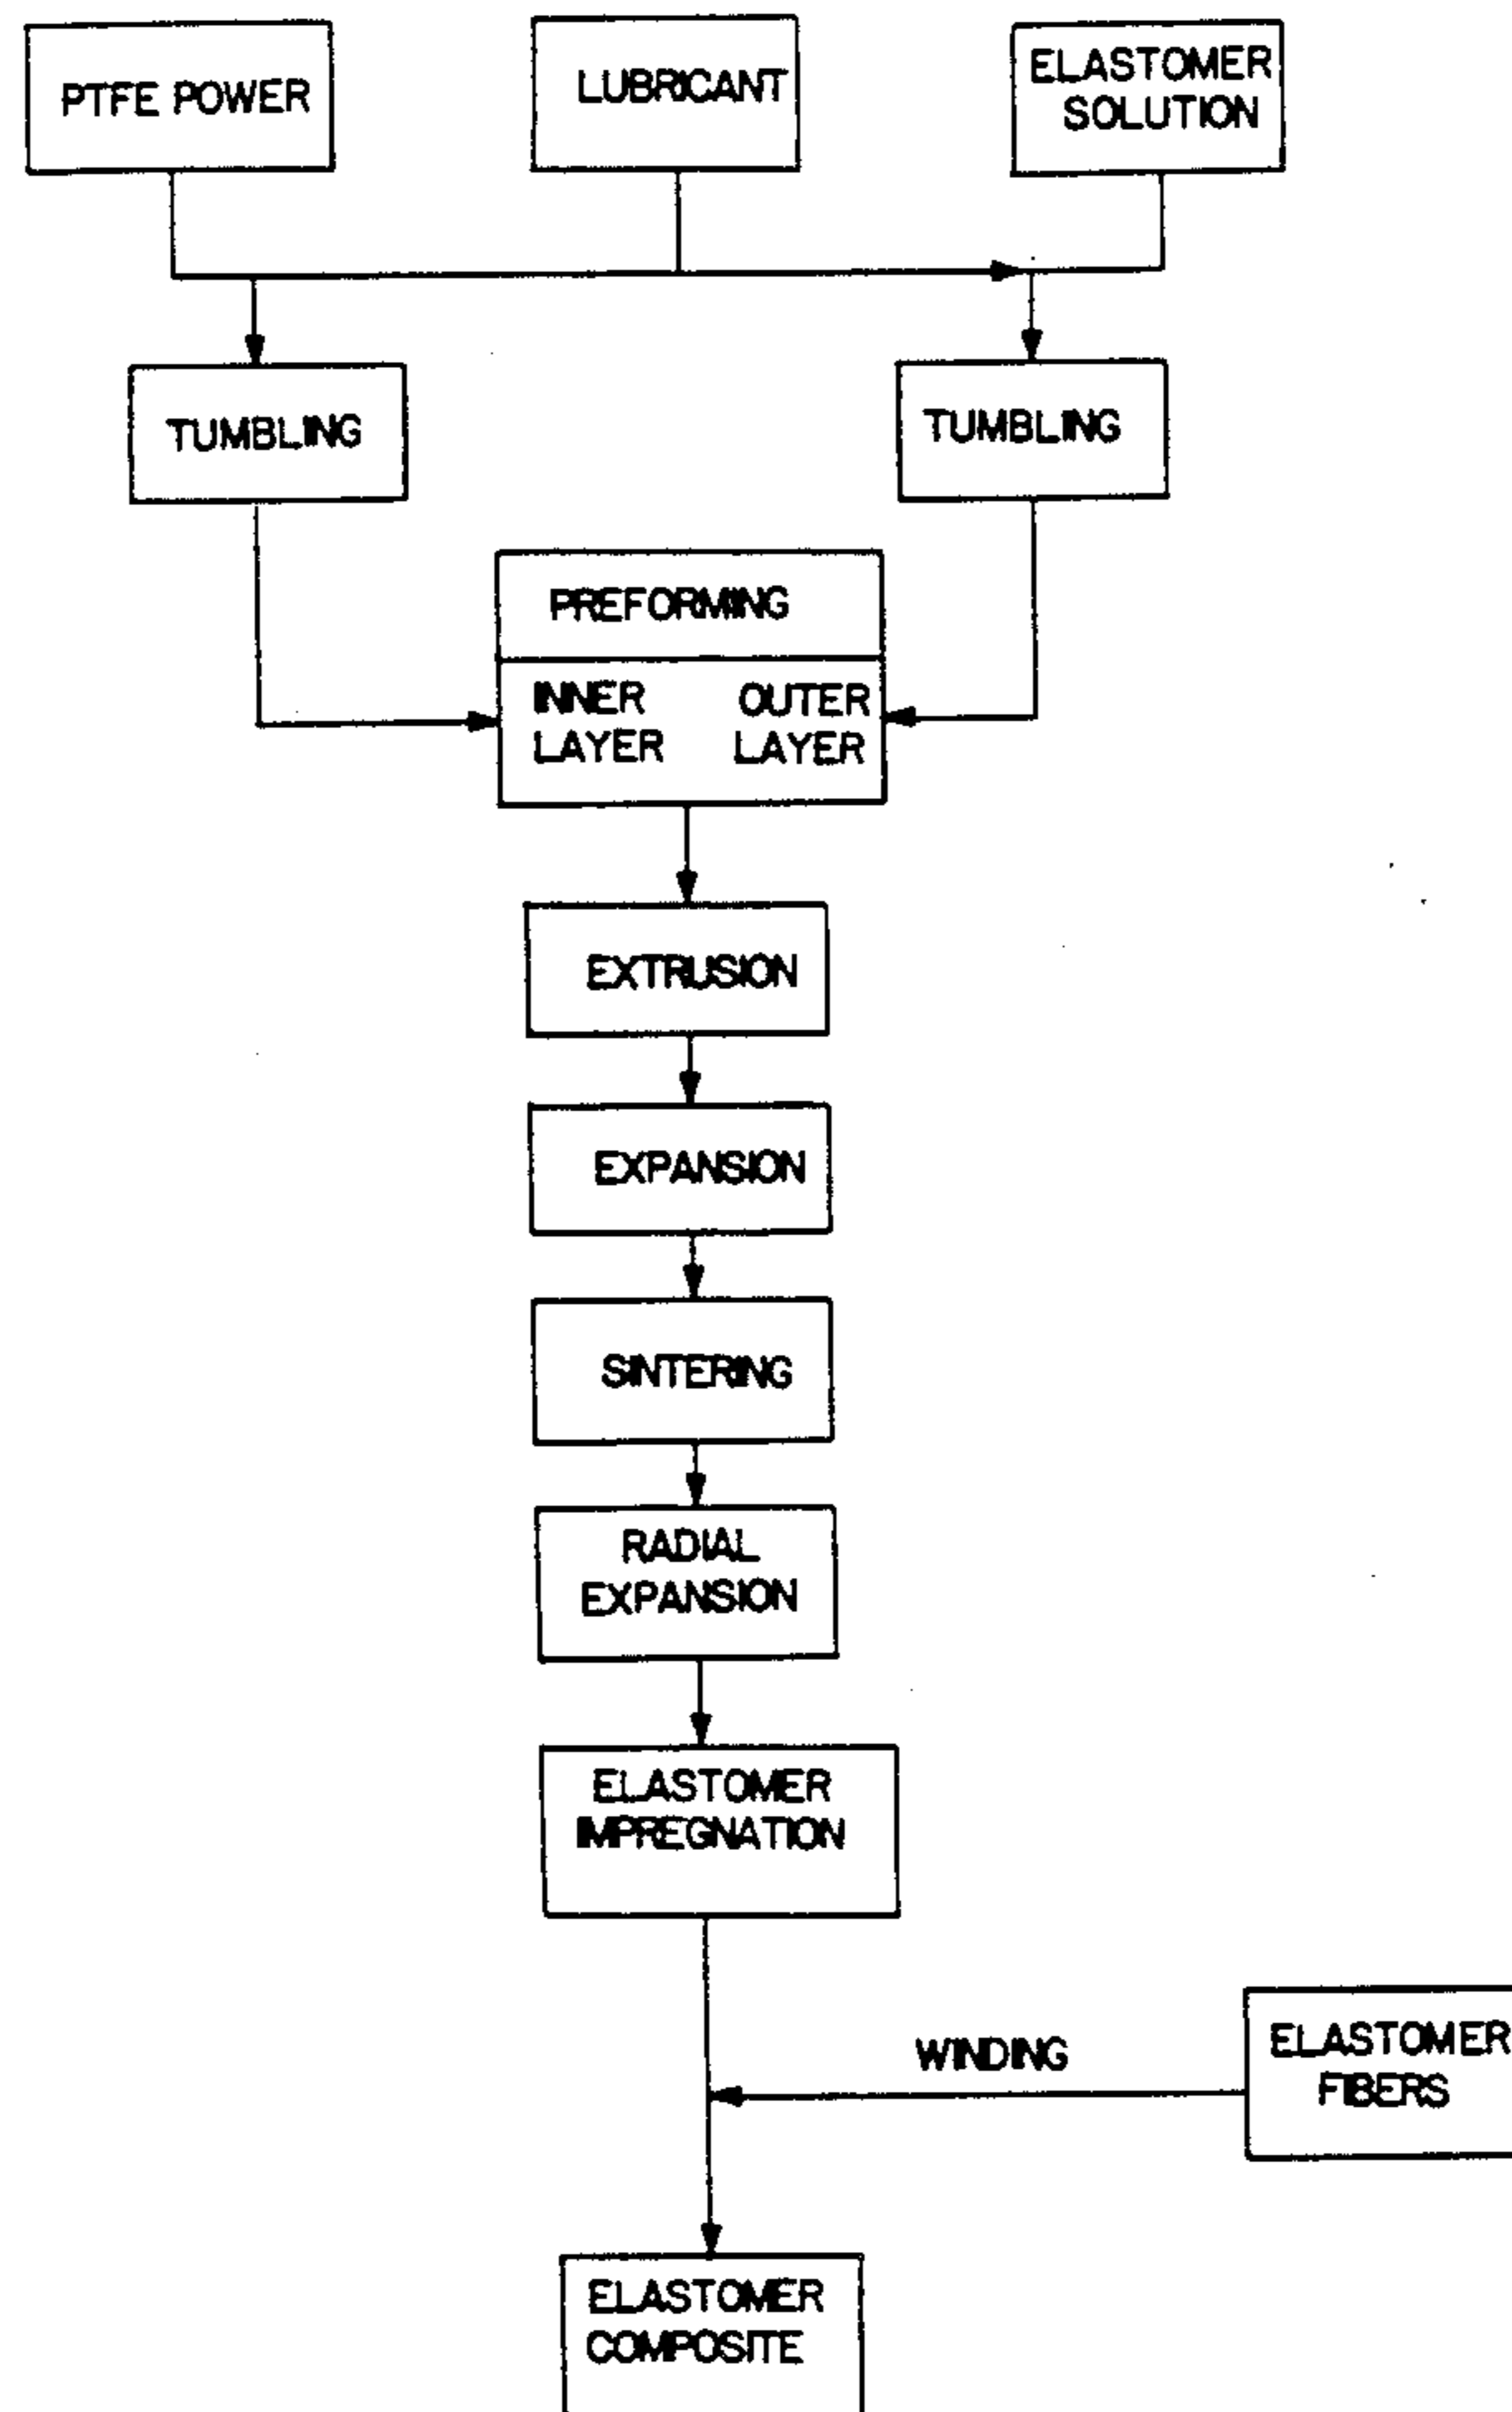 PTFE POWER
LUBRICANT
ELASTOMER
SOLUTION
TUMBLING
TUMBLING
PREFORMING
INNER
LAYER
OUTER
LAYER
EXTRUSION
EXPANSION
SINTERING
RADIAL
EXPANSION
ELASTOMER
IMPREGNATION
WINDING
ELASTOMER
FIBERS
ELASTOMER
COMPOSITE